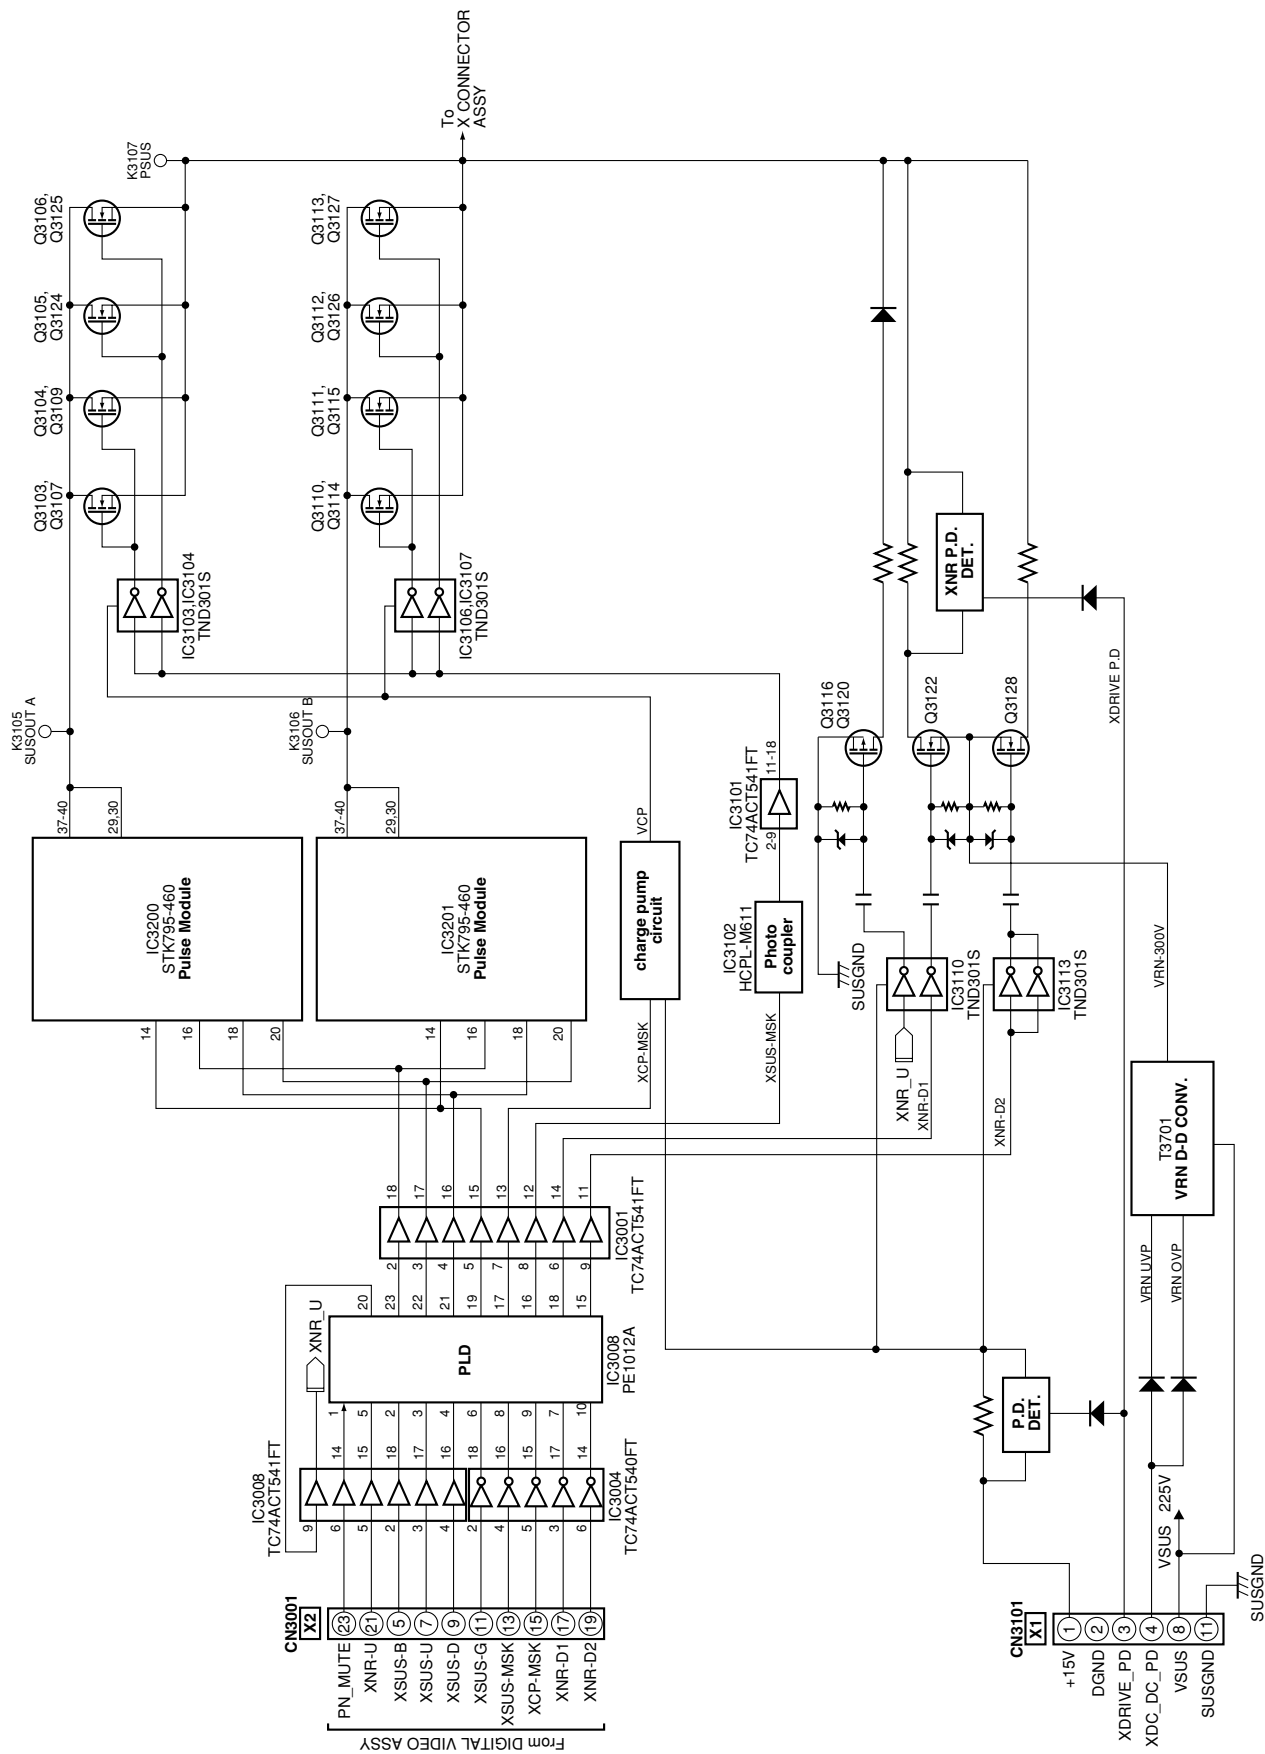 K3107
PSUS
To
X CONNECTOR
ASSY
Q3106,
Q3125
Q3105,
Q3124
Q3104,
Q3109
Q3103,
Q3107
IC3103,IC3104
TND301S
Q3113,
Q3127
Q3112,
Q3126
Q3111,
Q3115
Q3110,
Q3114
IC3106,IC3107
TND301S
K3105
SUSOUT A
K3106
SUSOUT B
37-40
29,30
37-40
29,30
IC3200
STK795-460
Pulse Module
14
16
18
20
IC3201
STK795-460
Pulse Module
14
16
18
20
VCP
charge pump
circuit
XCP-MSK
IC3101
TC74ACT541FT
11-18
2-9
IC3102
HCPL-M611
Photo
coupler
XSUS-MSK
Q3116
Q3120
Q3122
Q3128
XNR P.D.
DET.
XDRIVE P.D
SUSGND
IC3110
TND301S
IC3113
TND301S
XNR_U
XNR-D1
XNR-D2
VRN-300V
T3701
VRN D-D CONV.
VRN UVP
VRN OVP
18
17
16
15
13
12
14
11
IC3001
TC74ACT541FT
2
3
4
5
7
8
6
9
XNR_U
20
23
22
21
19
17
16
18
15
PLD
IC3008
PE1012A
1
5
2
3
4
6
8
9
7
10
14
15
18
17
16
18
16
15
17
14
IC3008
TC74ACT541FT
IC3004
TC74ACT540FT
9
6
5
2
3
4
2
4
5
3
6
CN3001
X2
23
21
5
7
9
11
13
15
17
19
PN_MUTE
XNR-U
XSUS-B
XSUS-U
XSUS-D
XSUS-G
XSUS-MSK
XCP-MSK
XNR-D1
XNR-D2
From DIGITAL VIDEO ASSY
P.D.
DET.
VSUS 225V
SUSGND
CN3101
X1
1
2
3
4
8
11
+15V
DGND
XDRIVE_PD
XDC_DC_PD
VSUS
SUSGND